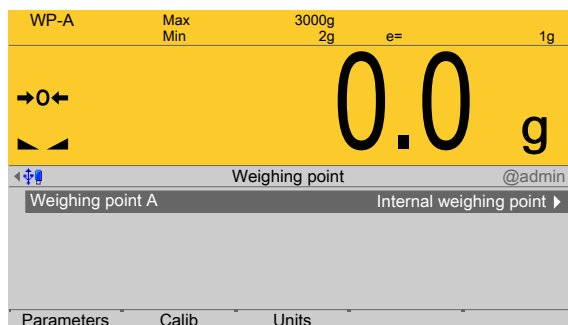 WP-A Max 3000g
Min 2g e= 1g
→0←
0.0 g
Weighing point @admin
Weighing point A Internal weighing point
Parameters Calib Units